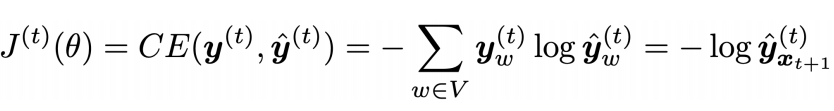 J^{(t)}(θ) = CE(𝒚^{(t)}, ŷ^{(t)}) = − ∑_{w∈V} 𝒚_w^{(t)} log ŷ_w^{(t)} = − log ŷ_{𝒙_{t+1}}^{(t)}